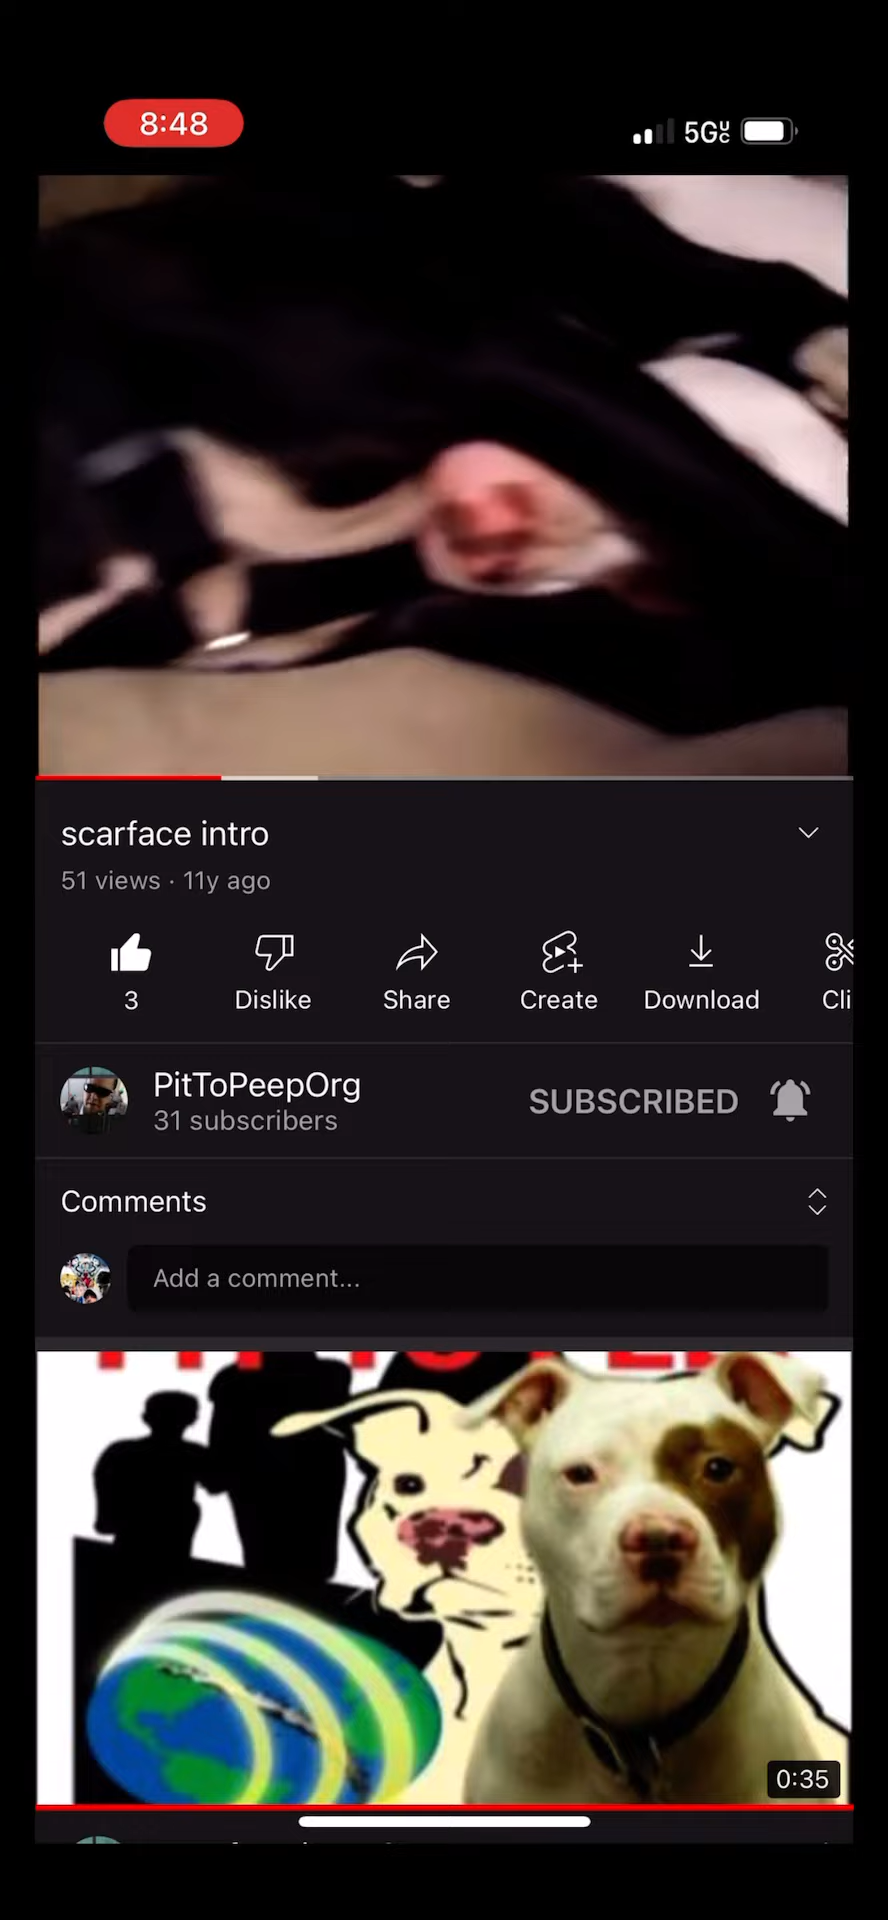 8:48
5G UC
scarface intro
51 views · 11y ago
3
Dislike
Share
Create
Download
Cli
PitToPeepOrg
31 subscribers
SUBSCRIBED
Comments
Add a comment...
0:35